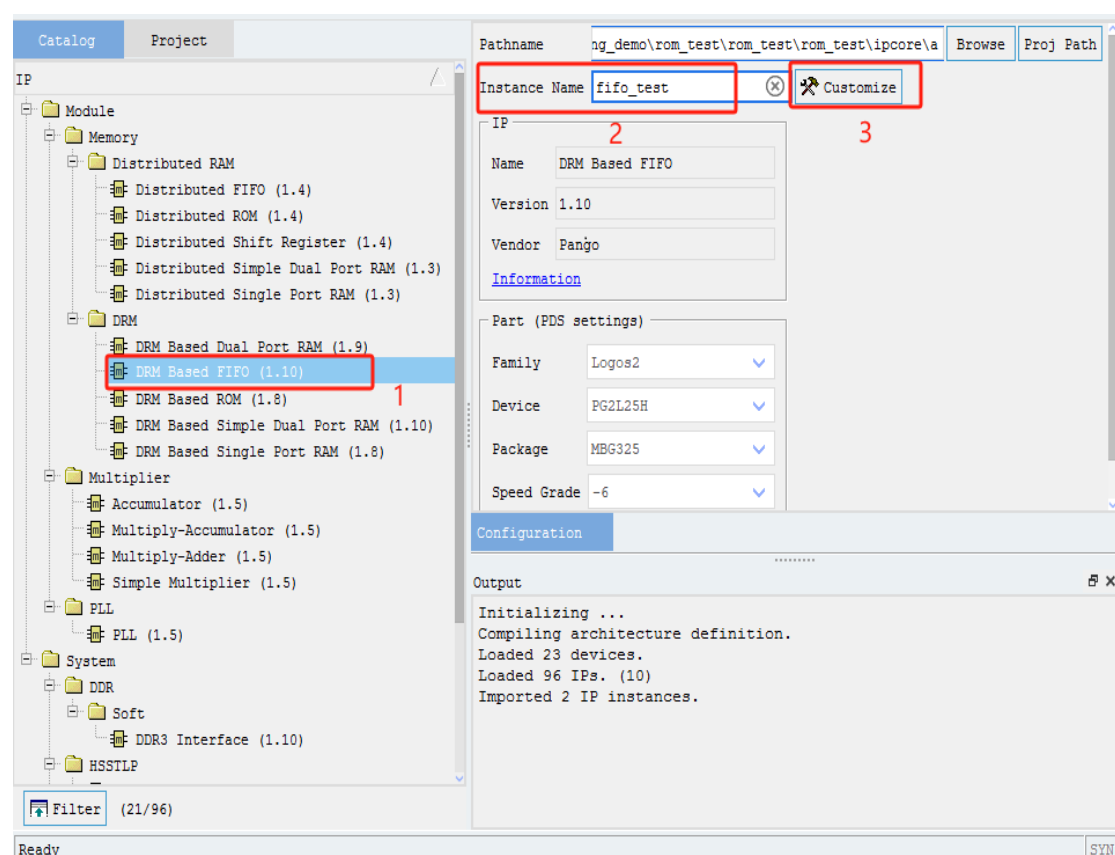 Catalog Project
IP
Module
Memory
Distributed RAM
Distributed FIFO (1.4)
Distributed ROM (1.4)
Distributed Shift Register (1.4)
Distributed Simple Dual Port RAM (1.3)
Distributed Single Port RAM (1.3)
DRM
DRM Based Dual Port RAM (1.9)
DRM Based FIFO (1.10)
1
DRM Based ROM (1.8)
DRM Based Simple Dual Port RAM (1.10)
DRM Based Single Port RAM (1.8)
Multiplier
Accumulator (1.5)
Multiply-Accumulator (1.5)
Multiply-Adder (1.5)
Simple Multiplier (1.5)
PLL
PLL (1.5)
System
DDR
Soft
DDR3 Interface (1.10)
HSSTLP
Filter (21/96)
Ready
Pathname ng_demo\rom_test\rom_test\rom_test\ipcore\a Browse Proj Path
Instance Name fifo_test Customize
2 3
IP
Name DRM Based FIFO
Version 1.10
Vendor Pango
Information
Part (PDS settings)
Family Logos2
Device PG2L25H
Package MBG325
Speed Grade -6
Configuration
Output
Initializing ...
Compiling architecture definition.
Loaded 23 devices.
Loaded 96 IPs. (10)
Imported 2 IP instances.
SYN